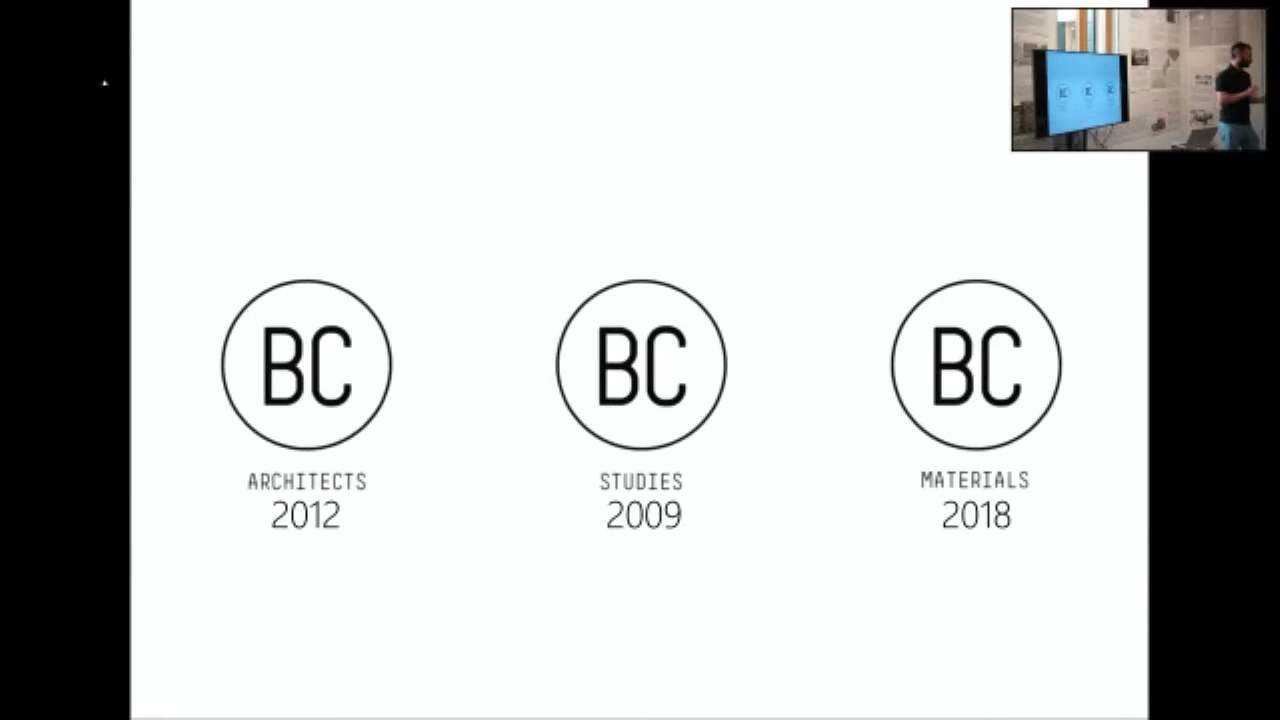 BC
ARCHITECTS
2012
BC
STUDIES
2009
BC
MATERIALS
2018